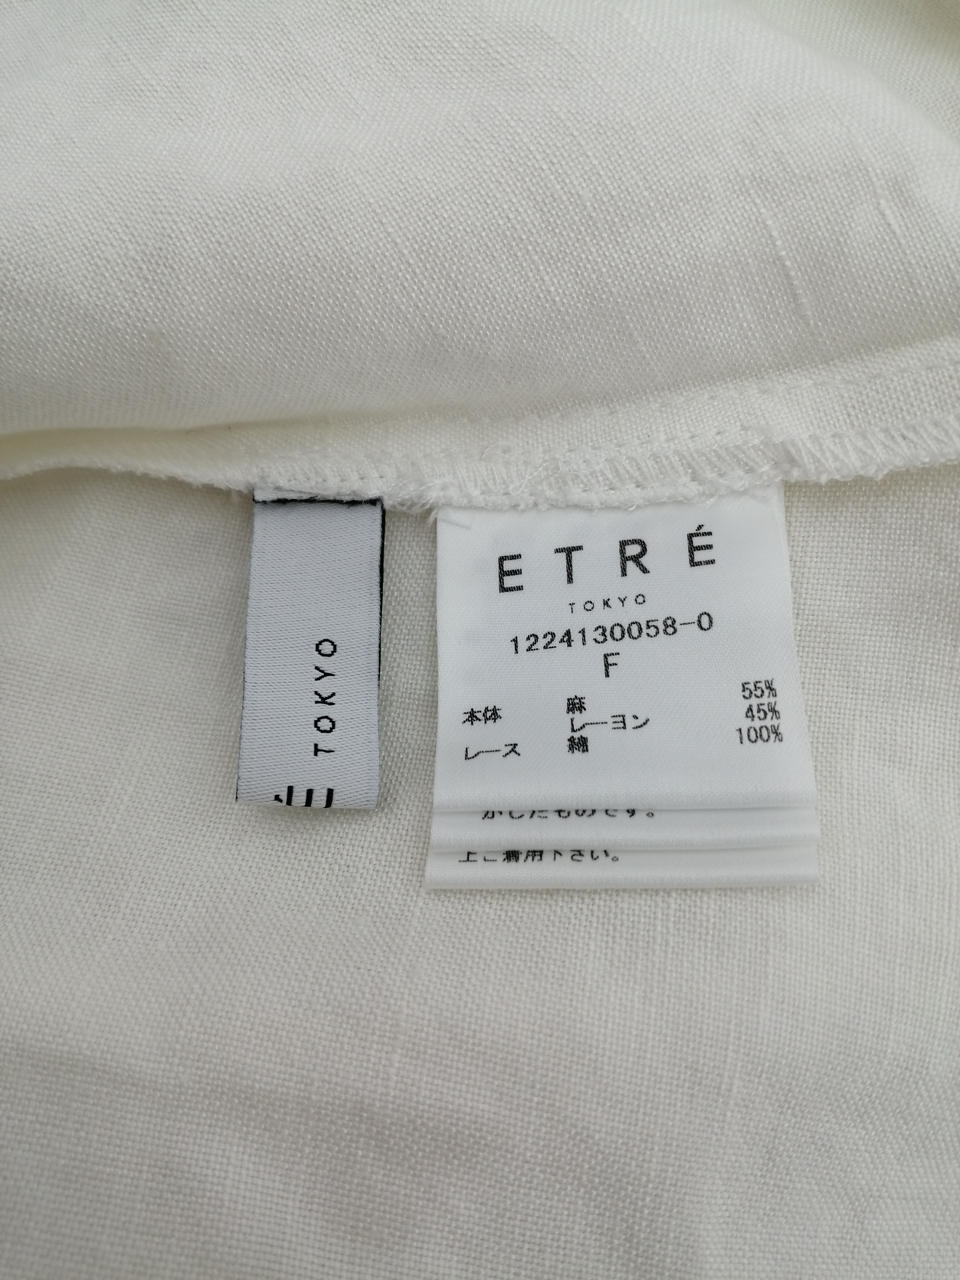 TOKYO
ETRÉ
TOKYO
1224130058-0
F
本体 麻 55%
レーヨン 45%
レース 綿 100%
かしたものです。
上ご着用下さい。